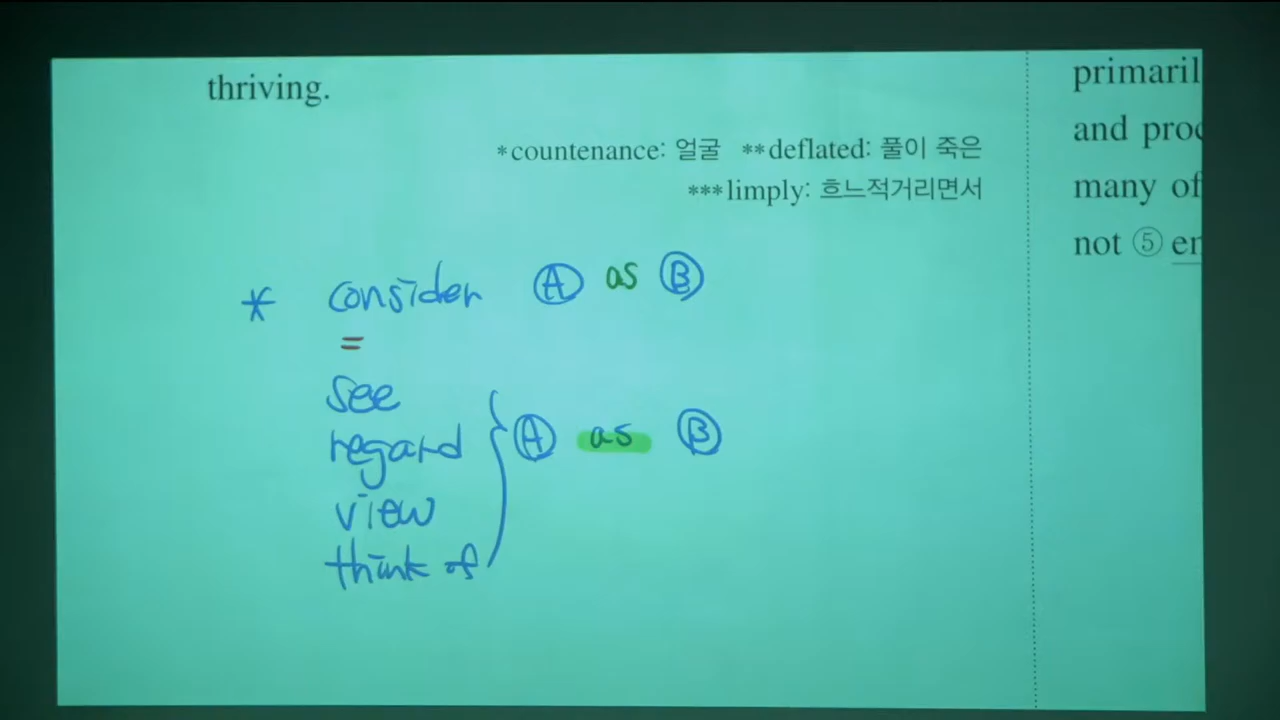 thriving.
*countenance: 얼굴 **deflated: 풀이 죽은
***limply: 흐느적거리면서
* consider Ⓐ as Ⓑ
=
see
regard Ⓐ as Ⓑ
view
think of
primaril
and proc
many of
not ⑤ er